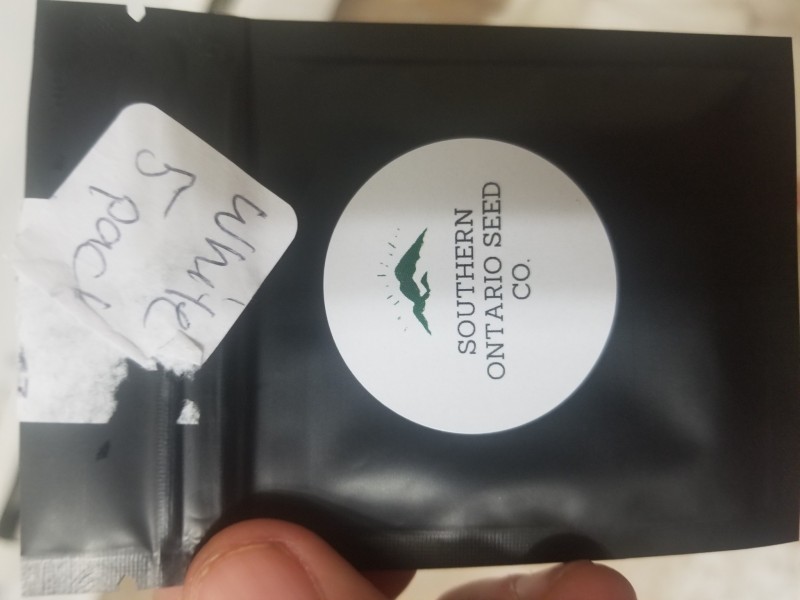 White
5 pack
SOUTHERN
ONTARIO SEED
CO.